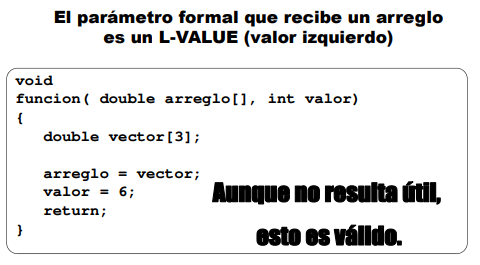 El parámetro formal que recibe un arreglo
es un L-VALUE (valor izquierdo)
void
funcion( double arreglo[], int valor)
{
double vector[3];
arreglo = vector;
valor = 6;
return;
}
Aunque no resulta útil,
esto es válido.